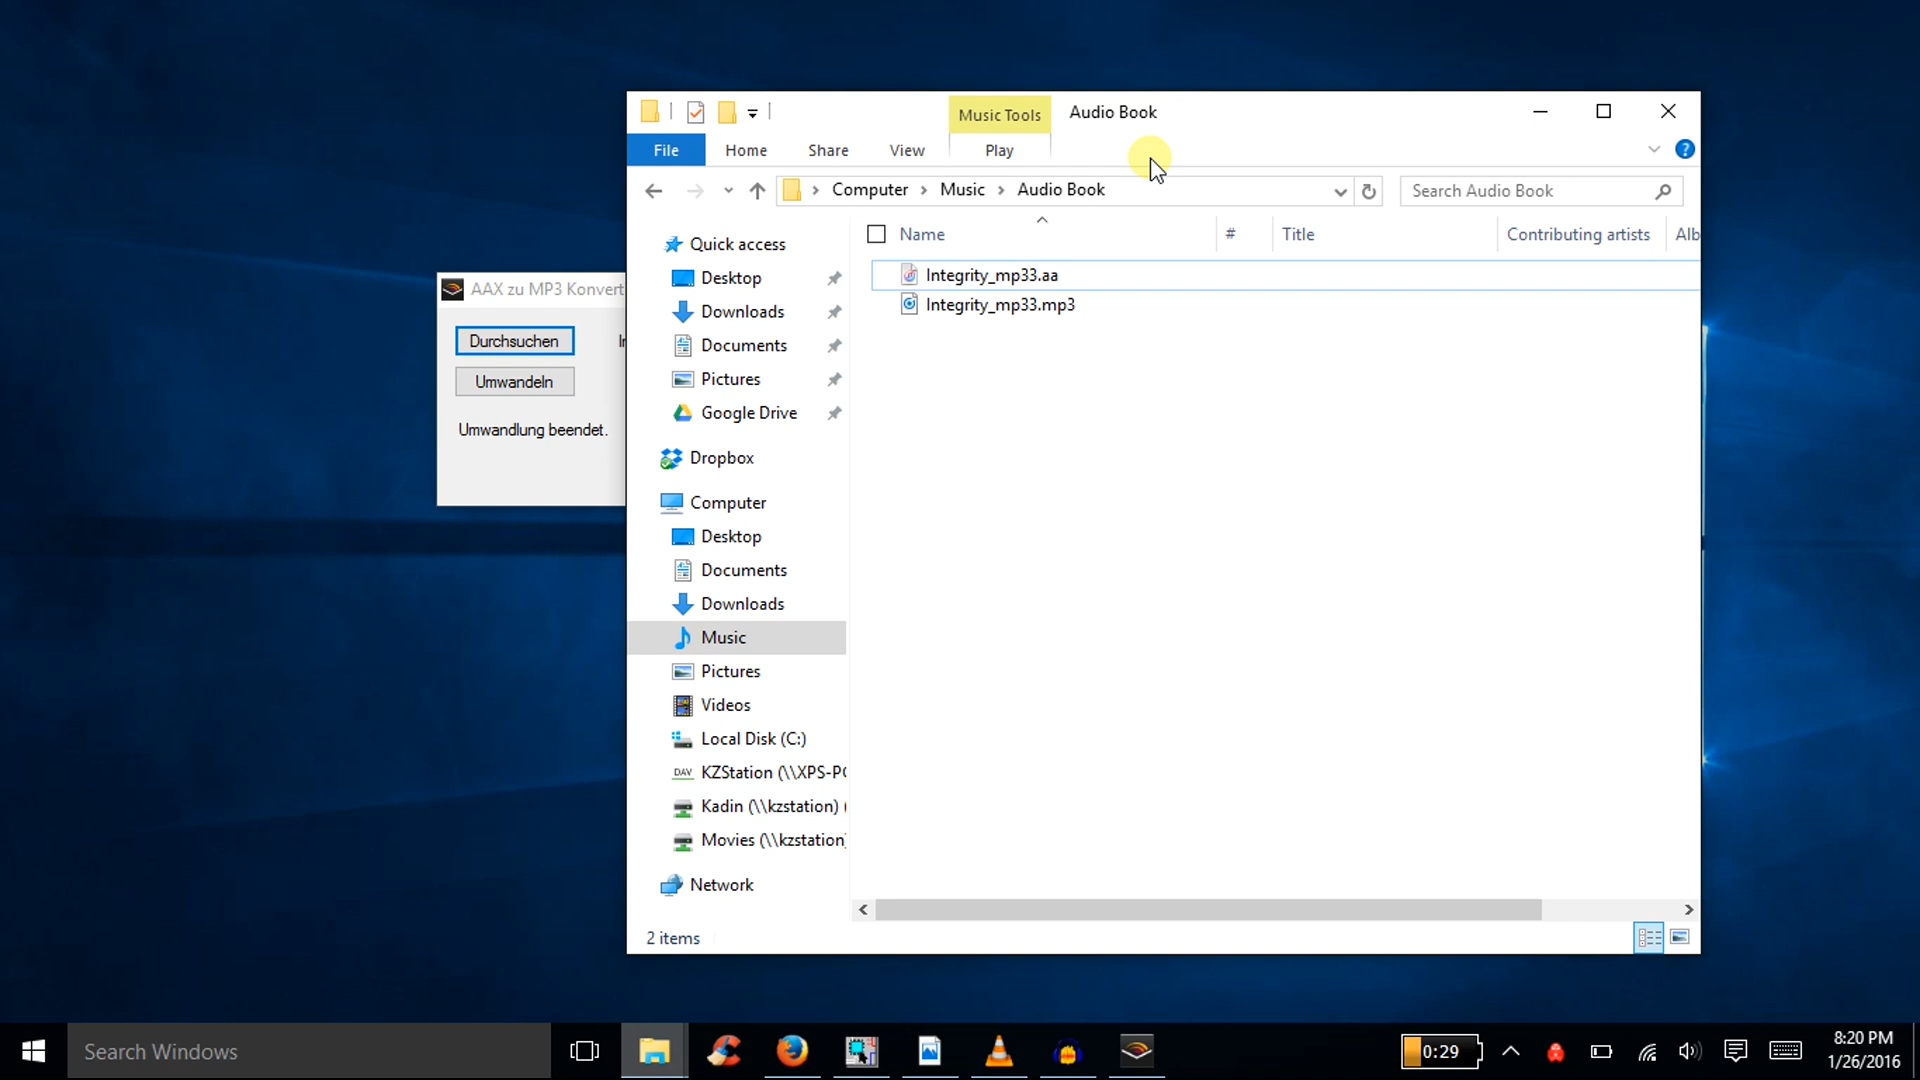 Music Tools
Audio Book
File
Home
Share
View
Play
Computer
Music
Audio Book
Search Audio Book
Name
#
Title
Contributing artists
Alb
Quick access
Desktop
Downloads
Documents
Pictures
Google Drive
Dropbox
Computer
Desktop
Documents
Downloads
Music
Pictures
Videos
Local Disk (C:)
DAV
KZStation (\\XPS-PC
Kadin (\\kzstation) (
Movies (\\kzstation)
Network
Integrity_mp33.aa
Integrity_mp33.mp3
2 items
AAX zu MP3 Konvert
Durchsuchen
Umwandeln
Umwandlung beendet.
Search Windows
0:29
8:20 PM
1/26/2016